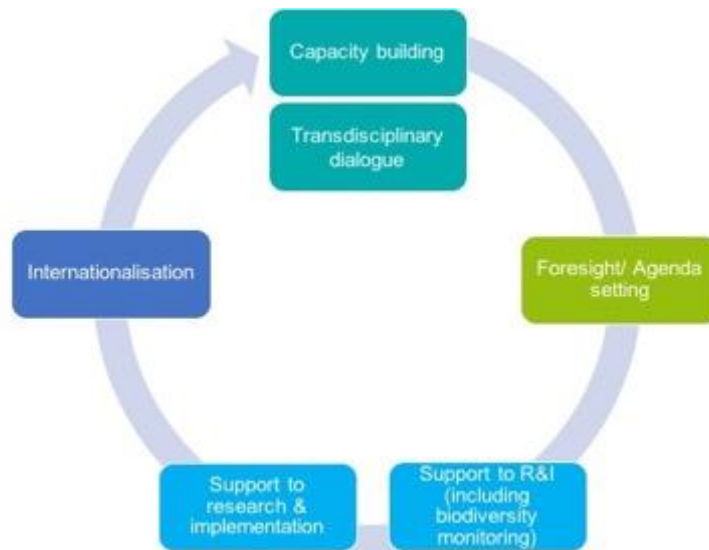 Capacity building
Transdisciplinary
dialogue
Foresight/ Agenda
setting
Support to R&I
(including
biodiversity
monitoring)
Support to
research &
implementation
Internationalisation